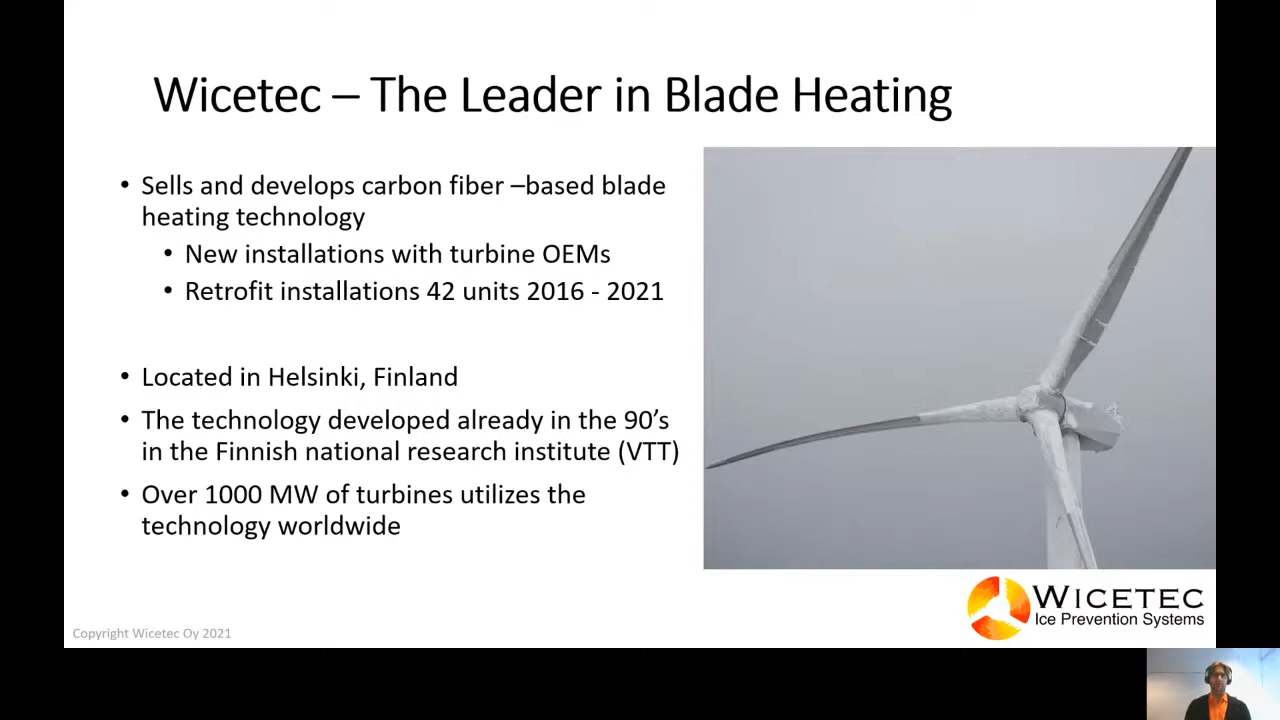 Wicetec – The Leader in Blade Heating
• Sells and develops carbon fiber –based blade
heating technology
• New installations with turbine OEMs
• Retrofit installations 42 units 2016 - 2021
• Located in Helsinki, Finland
• The technology developed already in the 90’s
in the Finnish national research institute (VTT)
• Over 1000 MW of turbines utilizes the
technology worldwide
WICETEC
Ice Prevention Systems
Copyright Wicetec Oy 2021